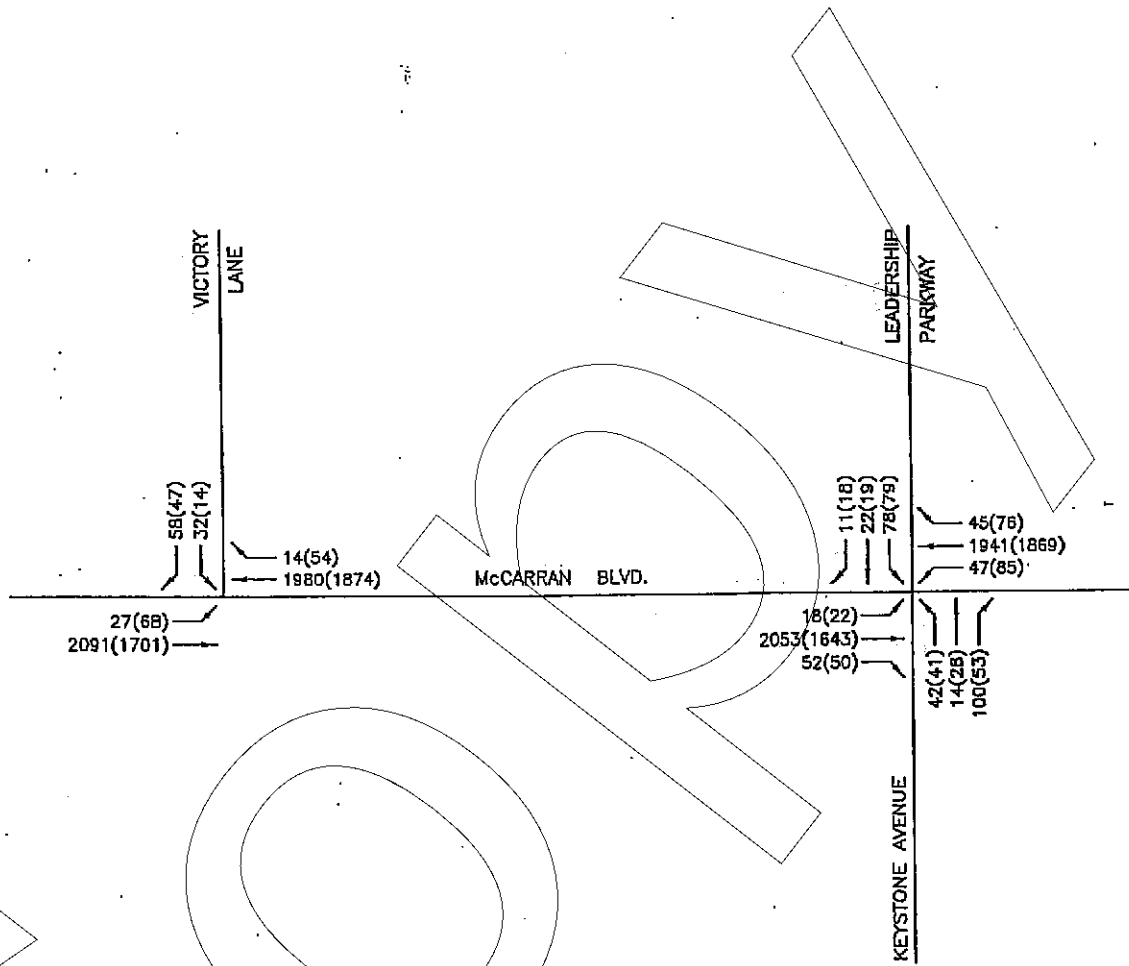 VICTORY
LANE
58(47)
32(14)
14(54)
1980(1874)
27(68)
2091(1701)
McCARRAN BLVD.
LEADERSHIP
PARKWAY
11(18)
22(19)
78(79)
45(76)
1941(1869)
47(85)
18(22)
2053(1643)
52(50)
42(41)
14(28)
100(53)
KEYSTONE AVENUE
copy